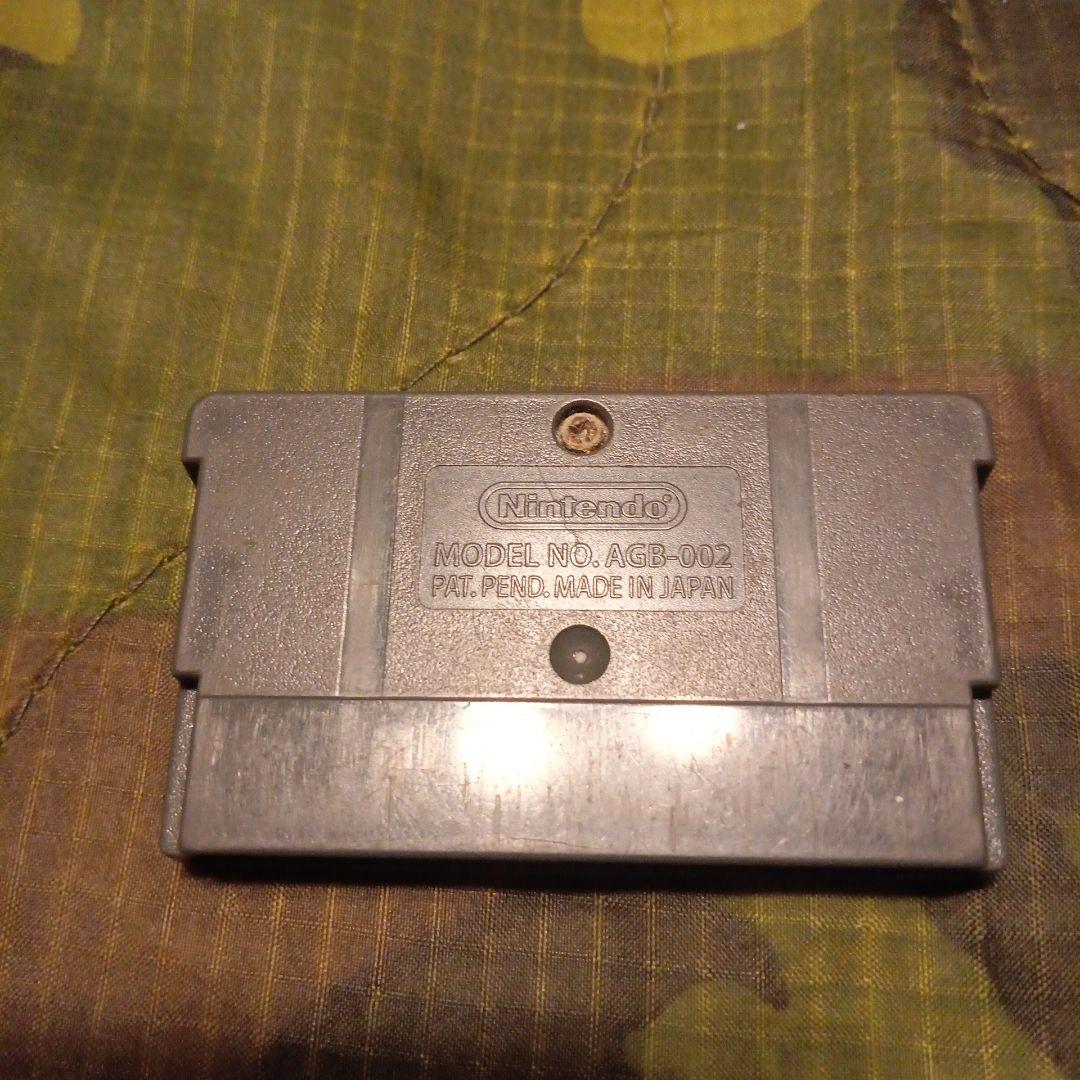 Nintendo®
MODEL NO. AGB-002
PAT. PEND. MADE IN JAPAN